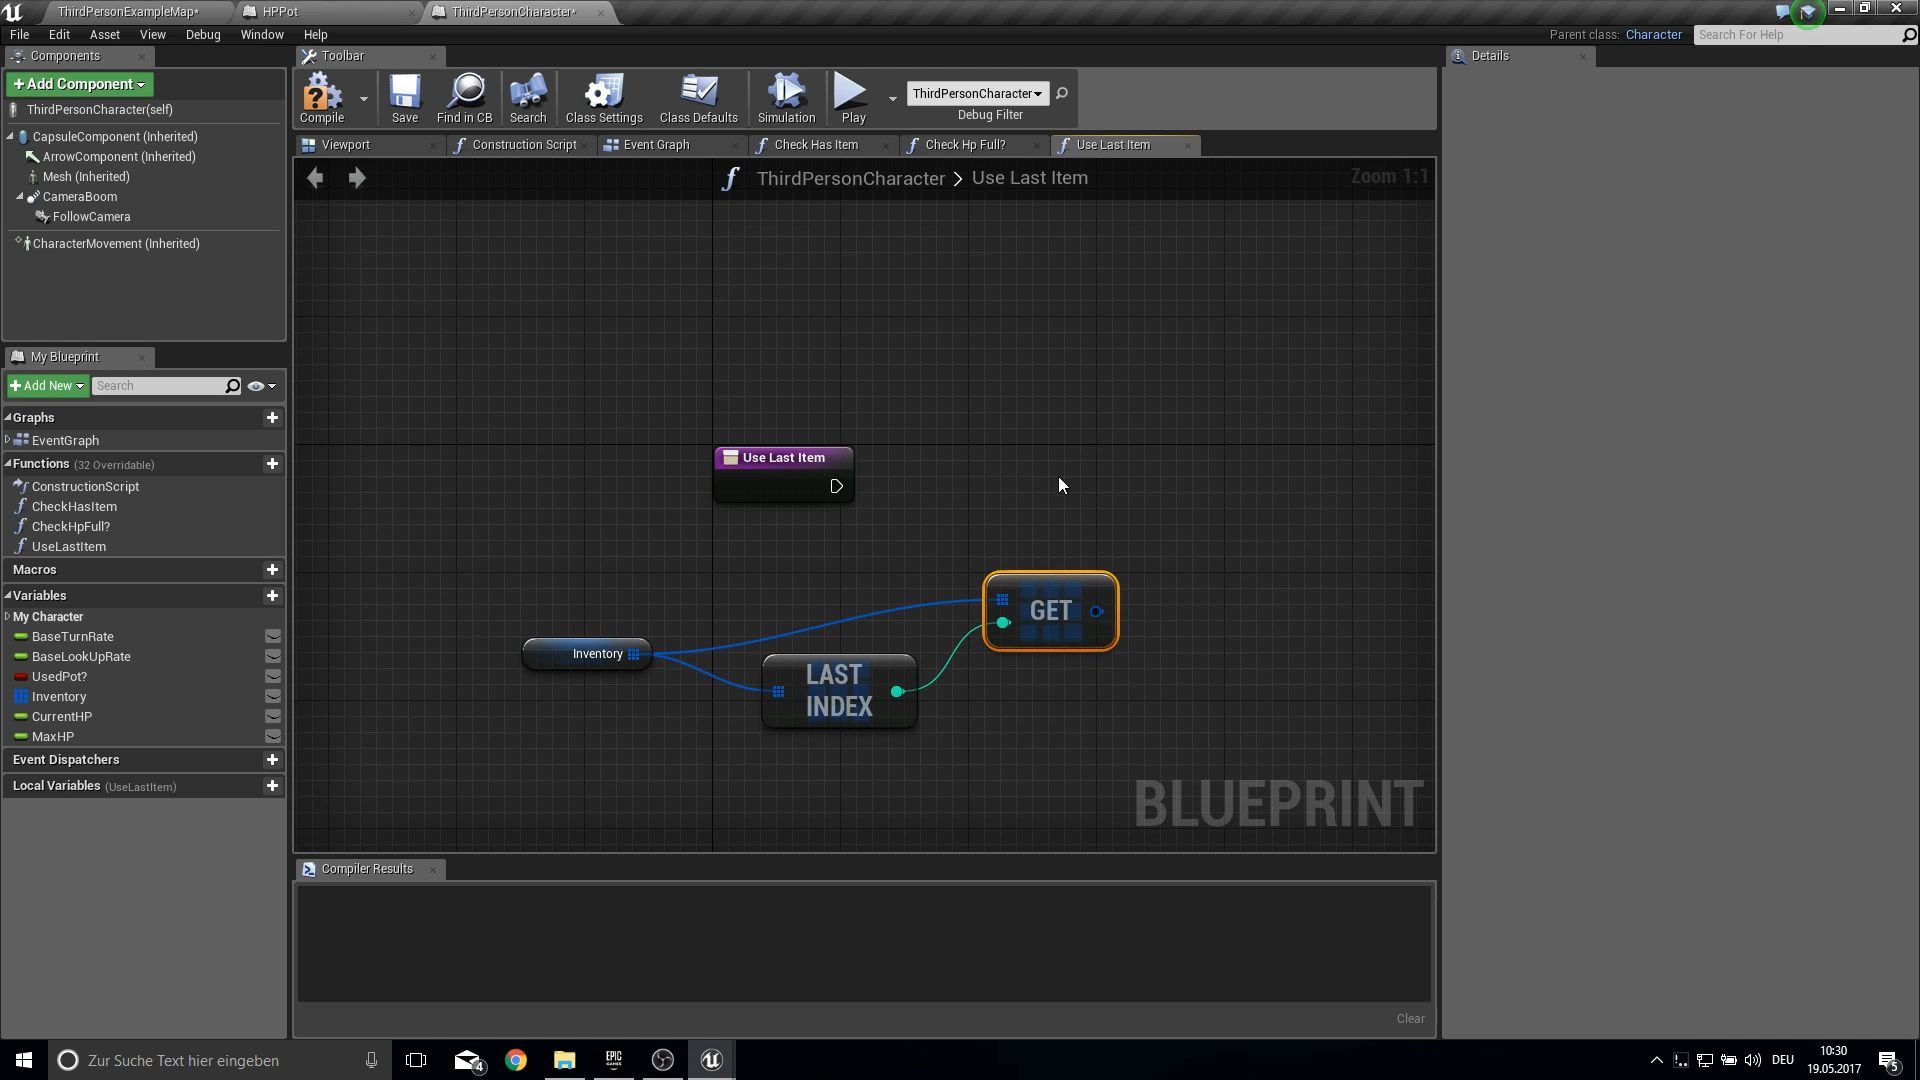 ThirdPersonExampleMap*
HPPot
ThirdPersonCharacter*
File Edit Asset View Debug Window Help
Parent class: Character
Search For Help
Components
+ Add Component
ThirdPersonCharacter(self)
CapsuleComponent (Inherited)
ArrowComponent (Inherited)
Mesh (Inherited)
CameraBoom
FollowCamera
CharacterMovement (Inherited)
My Blueprint
+ Add New
Search
Graphs
EventGraph
Functions (32 Overridable)
ConstructionScript
CheckHasItem
CheckHpFull?
UseLastItem
Macros
Variables
My Character
BaseTurnRate
BaseLookUpRate
UsedPot?
Inventory
CurrentHP
MaxHP
Event Dispatchers
Local Variables (UseLastItem)
Toolbar
Compile
Save
Find in CB
Search
Class Settings
Class Defaults
Simulation
Play
ThirdPersonCharacter
Debug Filter
Viewport
Construction Script
Event Graph
Check Has Item
Check Hp Full?
Use Last Item
ThirdPersonCharacter > Use Last Item
Zoom 1:1
Use Last Item
Inventory
LAST
INDEX
GET
BLUEPRINT
Compiler Results
Clear
Details
Zur Suche Text hier eingeben
4
EPIC
GAMES
DEU
10:30
19.05.2017
5